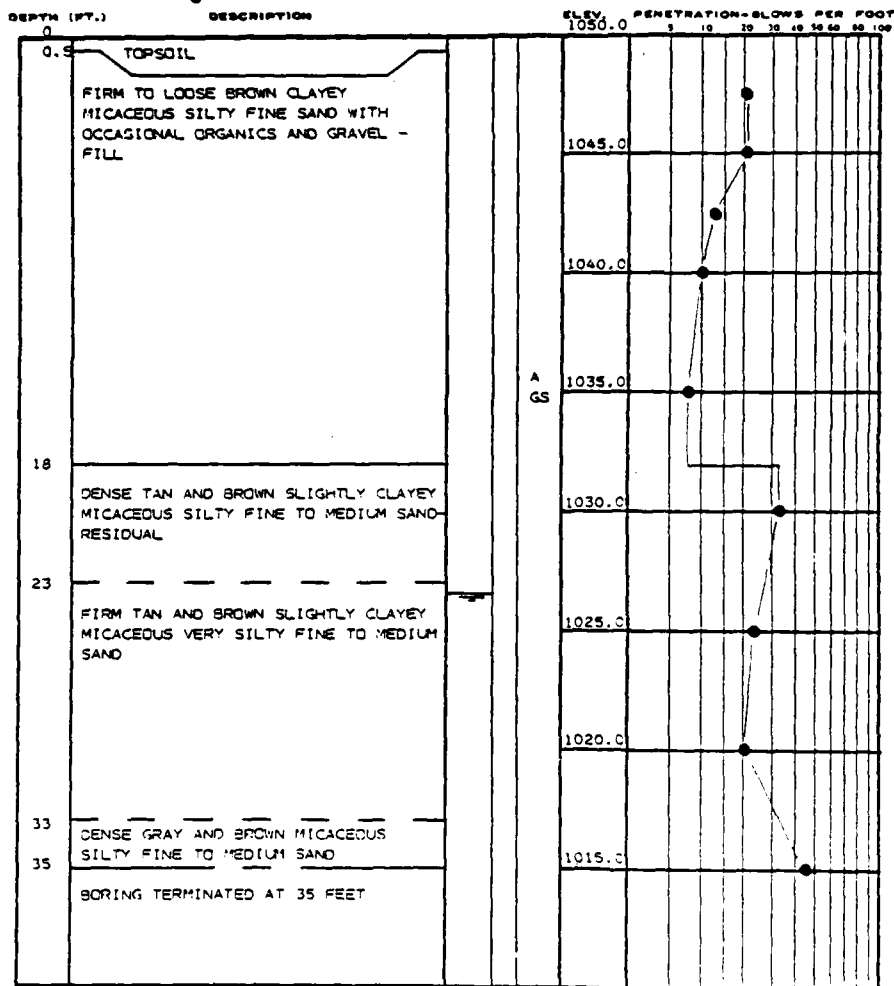 DEPTH (FT.) DESCRIPTION ELEV. PENETRATION-BLOWS PER FOOT
0 1050.0 5 10 20 30 40 50 60 80 100
0.5 TOPSOIL
FIRM TO LOOSE BROWN CLAYEY
MICACEOUS SILTY FINE SAND WITH
OCCASIONAL ORGANICS AND GRAVEL -
FILL
1045.0
1040.0
A
GS
1035.0
18
DENSE TAN AND BROWN SLIGHTLY CLAYEY
MICACEOUS SILTY FINE TO MEDIUM SAND-
RESIDUAL
1030.0
23
FIRM TAN AND BROWN SLIGHTLY CLAYEY
MICACEOUS VERY SILTY FINE TO MEDIUM
SAND
1025.0
1020.0
33
DENSE GRAY AND BROWN MICACEOUS
SILTY FINE TO MEDIUM SAND
35
1015.0
BORING TERMINATED AT 35 FEET